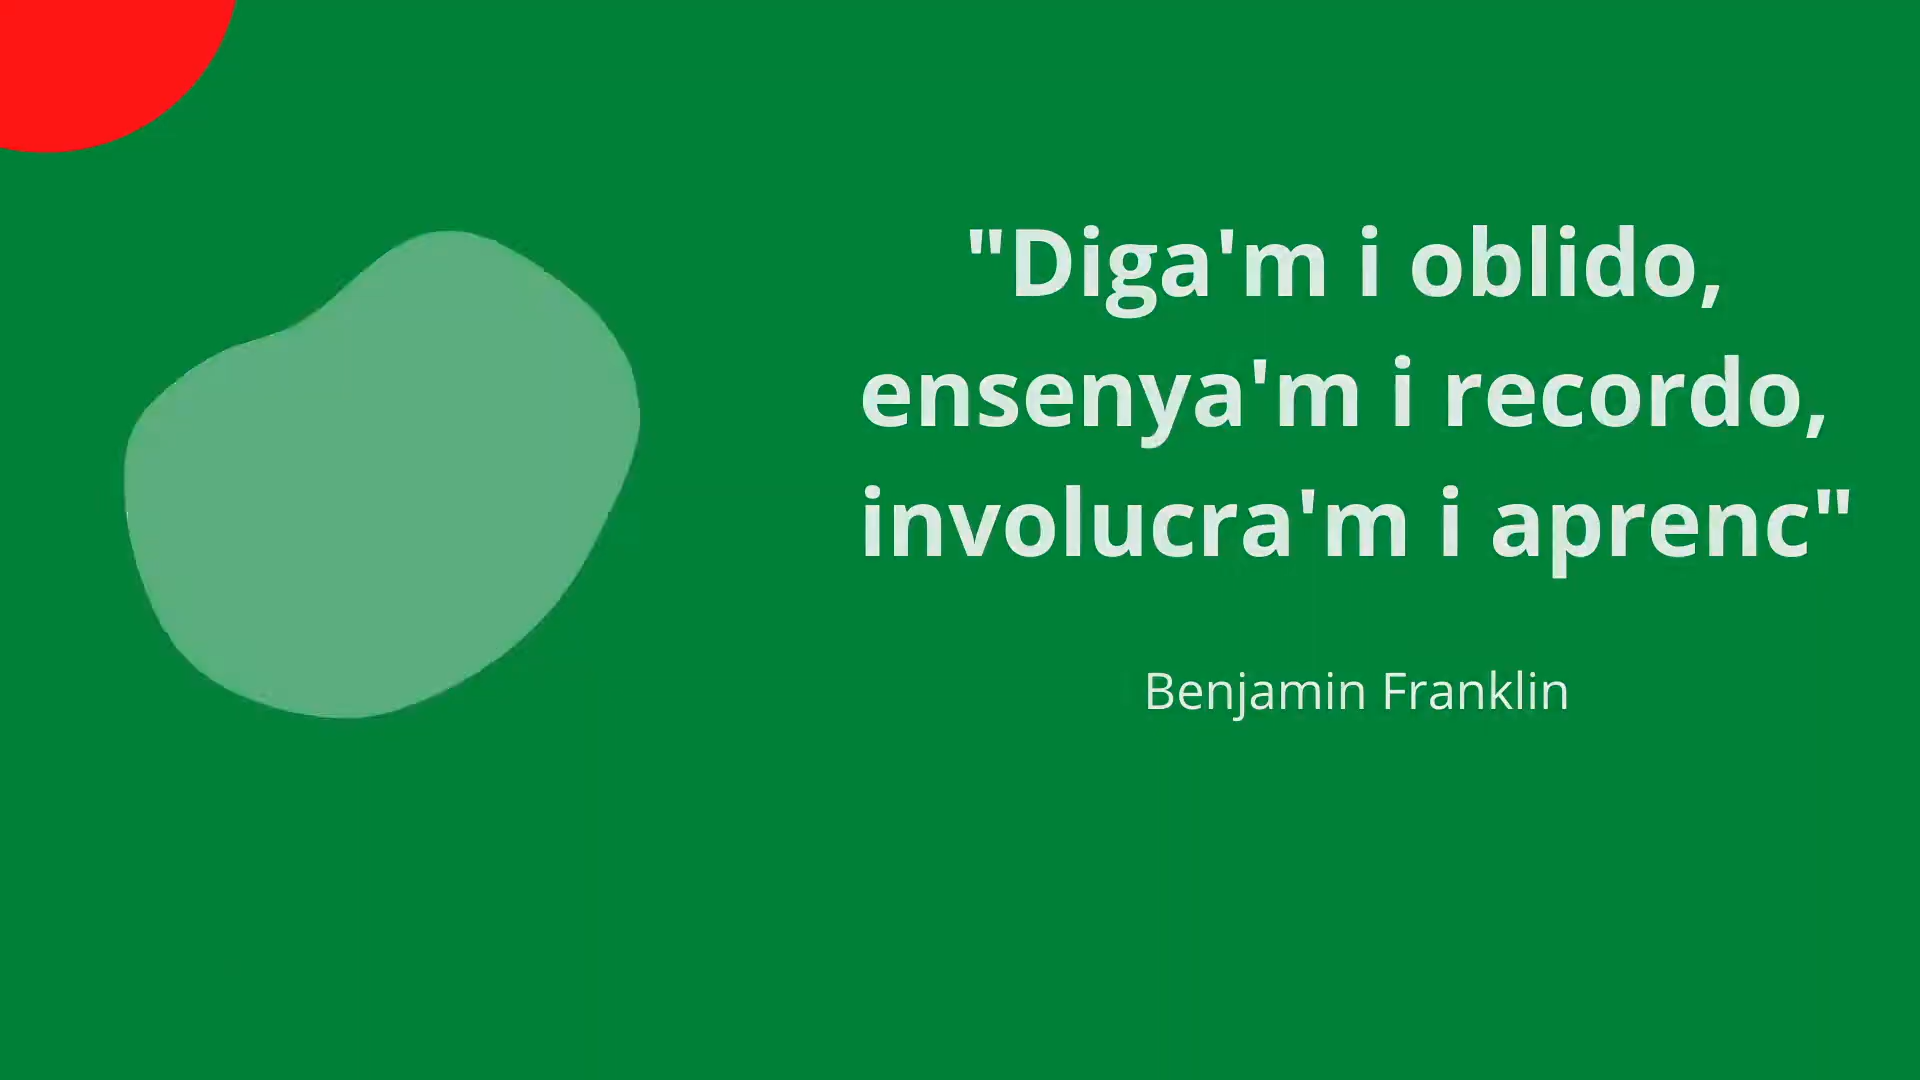 "Diga'm i oblido,
ensenya'm i recordo,
involucra'm i aprenc"
Benjamin Franklin